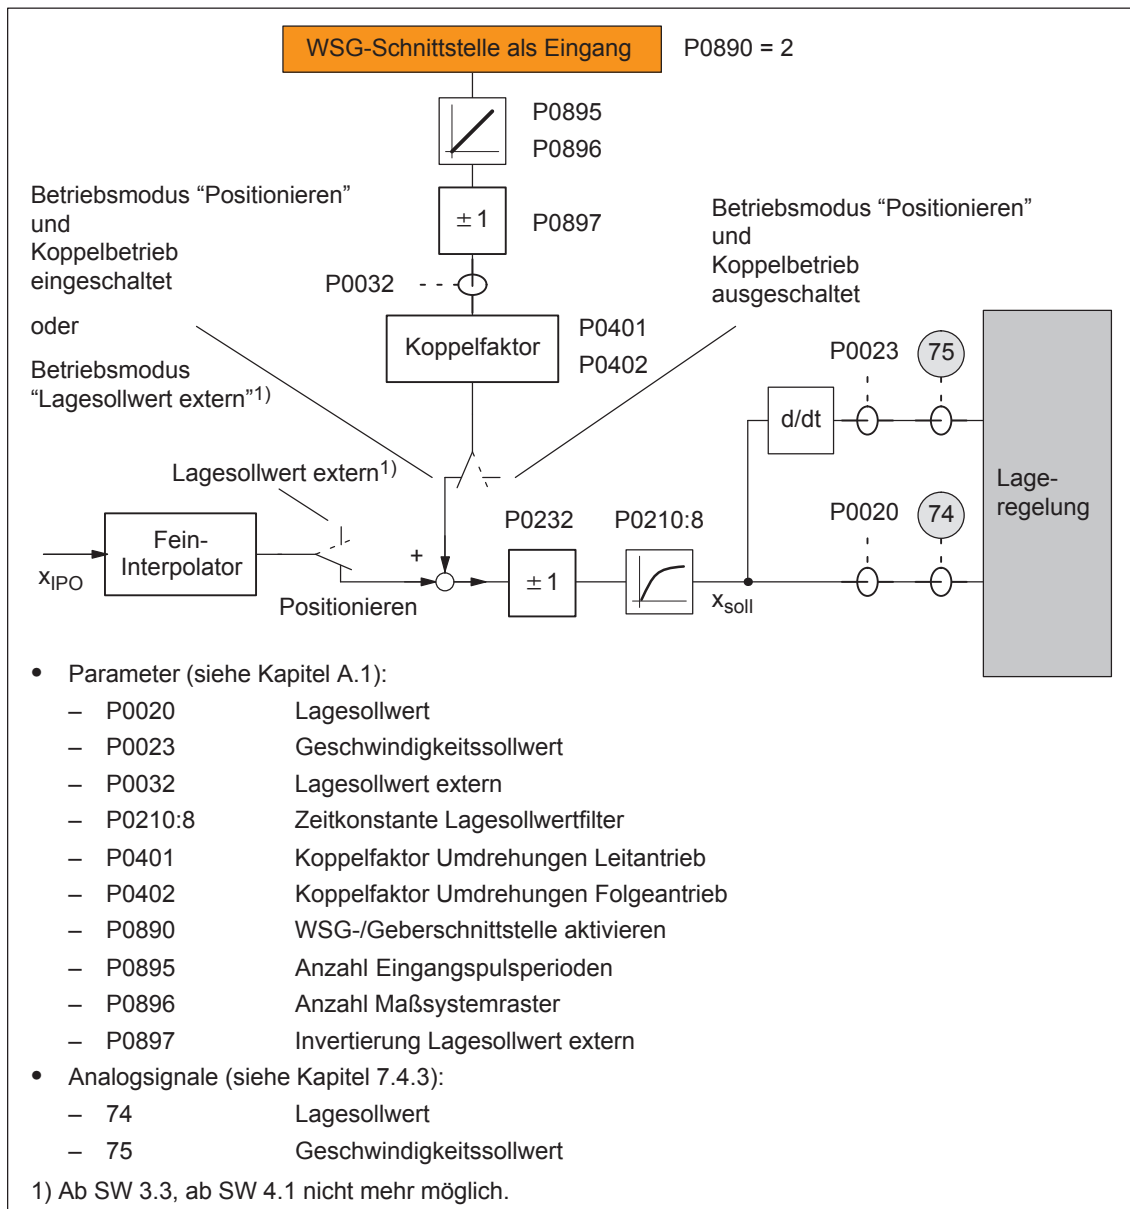 WSG-Schnittstelle als Eingang P0890 = 2
P0895
P0896
± 1
P0897
P0032
Koppelfaktor
P0401
P0402
Betriebsmodus “Positionieren”
und
Koppelbetrieb
eingeschaltet
oder
Betriebsmodus
“Lagesollwert extern”1)
Betriebsmodus “Positionieren”
und
Koppelbetrieb
ausgeschaltet
Lagesollwert extern1)
xIPO
Fein-
Interpolator
Positionieren
+
P0232
± 1
P0210:8
xsoll
d/dt
P0023
75
P0020
74
Lage-
regelung
• Parameter (siehe Kapitel A.1):
– P0020 Lagesollwert
– P0023 Geschwindigkeitssollwert
– P0032 Lagesollwert extern
– P0210:8 Zeitkonstante Lagesollwertfilter
– P0401 Koppelfaktor Umdrehungen Leitantrieb
– P0402 Koppelfaktor Umdrehungen Folgeantrieb
– P0890 WSG-/Geberschnittstelle aktivieren
– P0895 Anzahl Eingangspulsperioden
– P0896 Anzahl Maßsystemraster
– P0897 Invertierung Lagesollwert extern
• Analogsignale (siehe Kapitel 7.4.3):
– 74 Lagesollwert
– 75 Geschwindigkeitssollwert
1) Ab SW 3.3, ab SW 4.1 nicht mehr möglich.